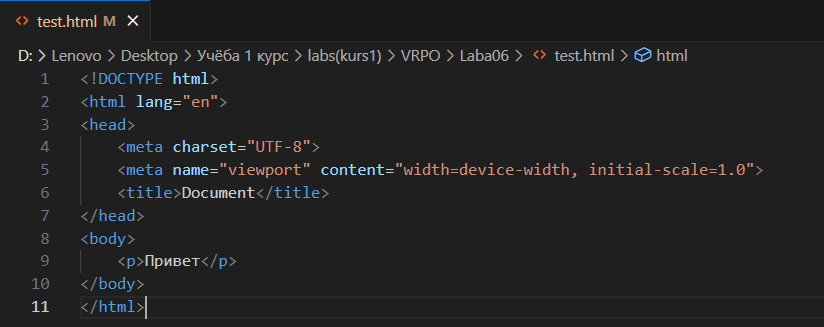 test.html M
D: > Lenovo > Desktop > Учёба 1 курс > labs(kurs1) > VRPO > Laba06 > <> test.html > html
1 <!DOCTYPE html>
2 <html lang="en">
3 <head>
4 <meta charset="UTF-8">
5 <meta name="viewport" content="width=device-width, initial-scale=1.0">
6 <title>Document</title>
7 </head>
8 <body>
9 <p>Привет</p>
10 </body>
11 </html>